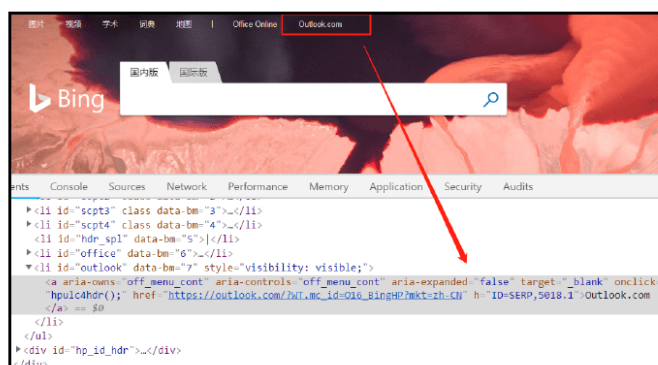 图片 视频 学术 词典 地图 | Office Online Outlook.com
国内版 国际版
Bing
ents Console Sources Network Performance Memory Application Security Audits
▶<li id="scpt3" class data-bm="3">…</li>
▶<li id="scpt4" class data-bm="4">…</li>
<li id="hdr_spl" data-bm="5">|</li>
▶<li id="office" data-bm="6">…</li>
▼<li id="outlook" data-bm="7" style="visibility: visible;">
<a aria-owns="off_menu_cont" aria-controls="off_menu_cont" aria-expanded="false" target="_blank" onclick
"hpulc4hdr();" href="https://outlook.com/?WT.mc_id=O16_BingHP?mkt=zh-CN" h="ID=SERP,5018.1">Outlook.com
</a> == $0
</li>
</ul>
▶<div id="hp_id_hdr">…</div>
</div>